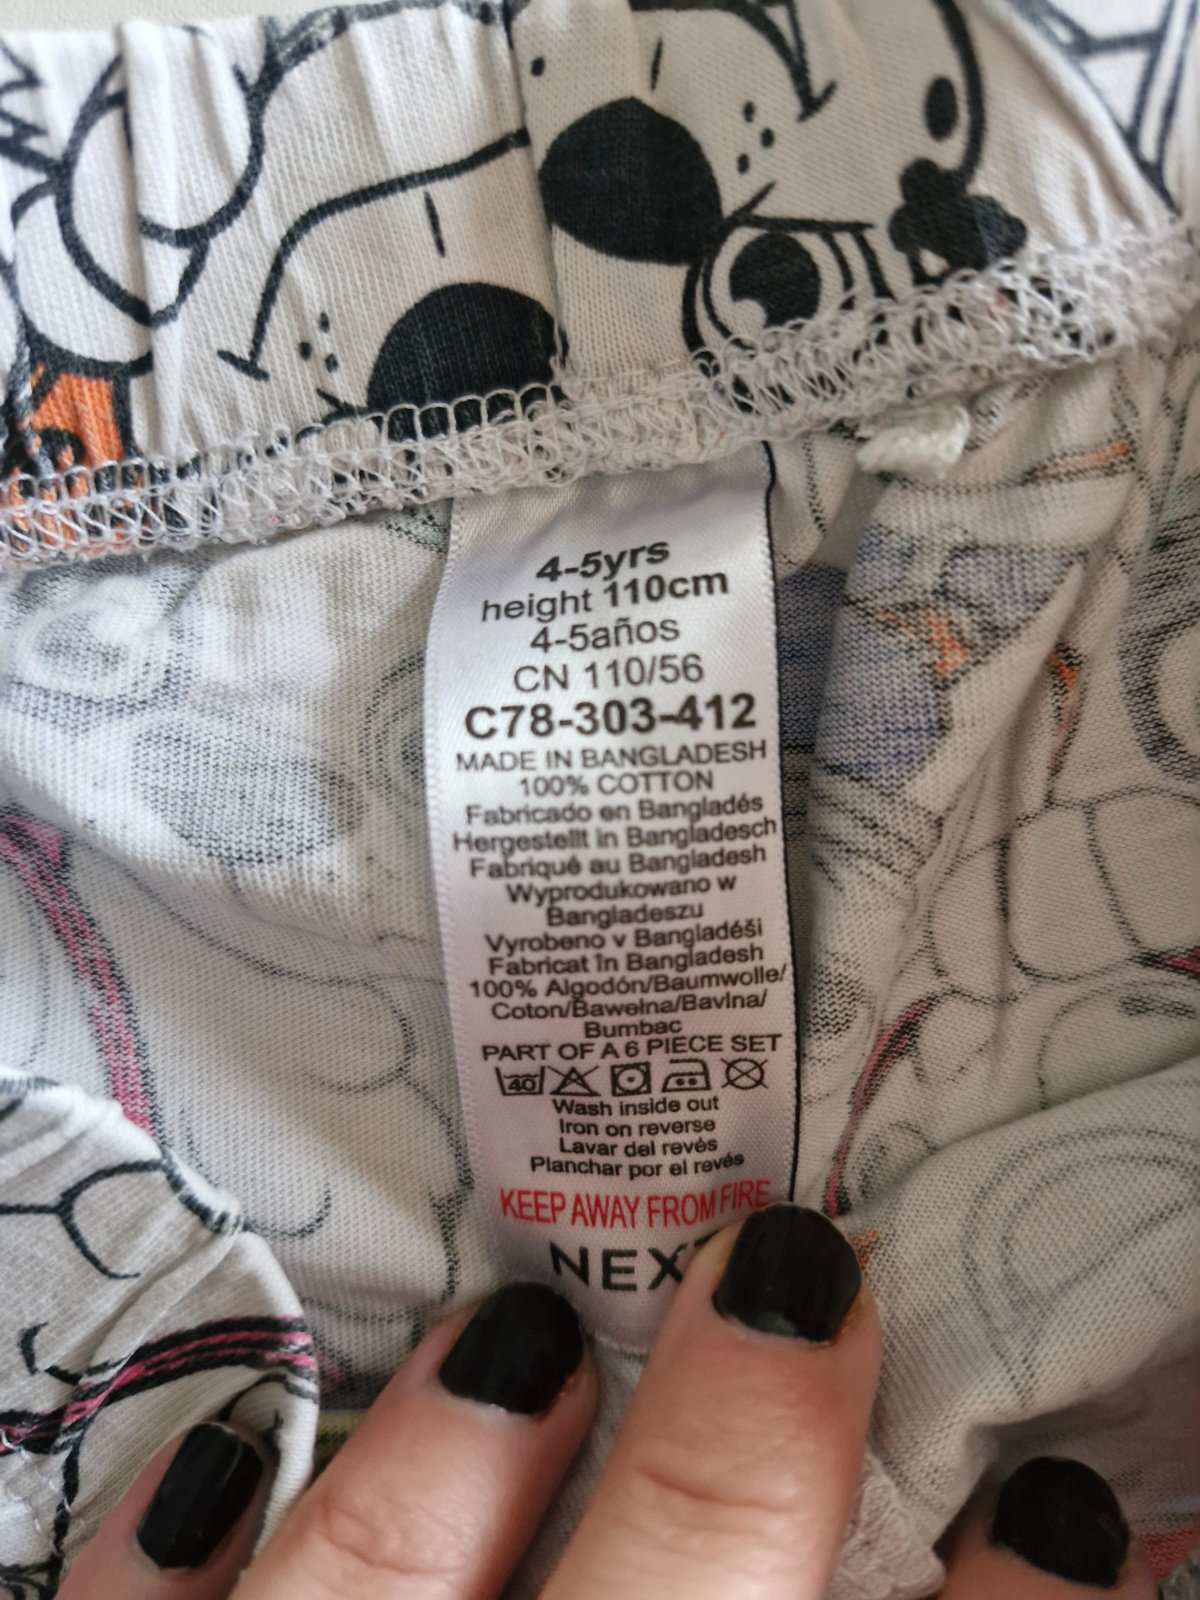 4-5yrs
height 110cm
4-5años
CN 110/56
C78-303-412
MADE IN BANGLADESH
100% COTTON
Fabricado en Bangladés
Hergestellt in Bangladesch
Fabriqué au Bangladesh
Wyprodukowano w
Bangladeszu
Vyrobeno v Bangladéši
Fabricat în Bangladesh
100% Algodón/Baumwolle/
Coton/Bawełna/Bavlna/
Bumbac
PART OF A 6 PIECE SET
40
Wash inside out
Iron on reverse
Lavar del revés
Planchar por el revés
KEEP AWAY FROM FIRE
NEXT